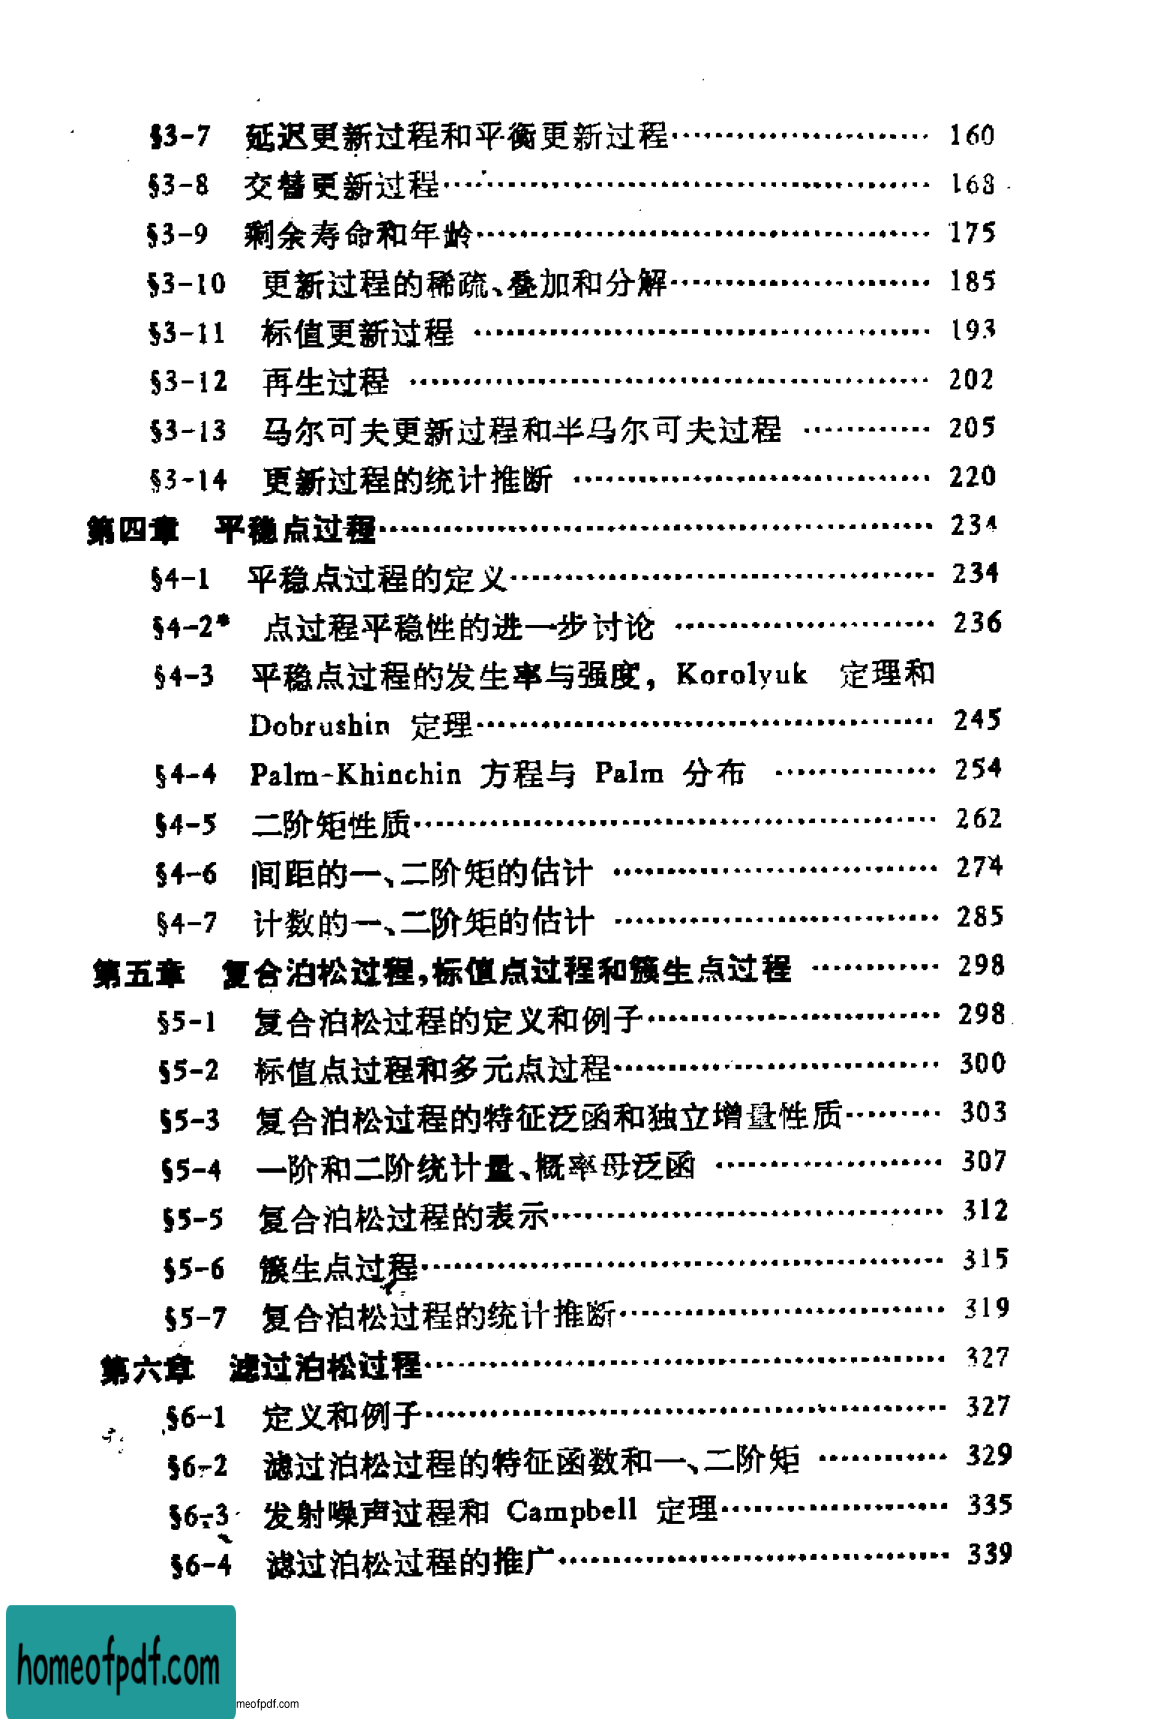 §3-7 延迟更新过程和平衡更新过程………………… 160
§3-8 交替更新过程………………………………… 168
§3-9 剩余寿命和年龄……………………………… 175
§3-10 更新过程的稀疏、叠加和分解……………… 185
§3-11 标值更新过程 ……………………………… 193
§3-12 再生过程 …………………………………… 202
§3-13 马尔可夫更新过程和半马尔可夫过程 ……… 205
§3-14 更新过程的统计推断 ……………………… 220
第四章 平稳点过程…………………………………… 234
§4-1 平稳点过程的定义…………………………… 234
§4-2* 点过程平稳性的进一步讨论 ……………… 236
§4-3 平稳点过程的发生率与强度，Korolyuk 定理和
Dobrushin 定理……………………………… 245
§4-4 Palm-Khinchin 方程与 Palm 分布 ………… 254
§4-5 二阶矩性质…………………………………… 262
§4-6 间距的一、二阶矩的估计 …………………… 274
§4-7 计数的一、二阶矩的估计 …………………… 285
第五章 复合泊松过程,标值点过程和簇生点过程 ……… 298
§5-1 复合泊松过程的定义和例子………………… 298
§5-2 标值点过程和多元点过程…………………… 300
§5-3 复合泊松过程的特征泛函和独立增量性质……… 303
§5-4 一阶和二阶统计量、概率母泛函 …………… 307
§5-5 复合泊松过程的表示………………………… 312
§5-6 簇生点过程…………………………………… 315
§5-7 复合泊松过程的统计推断…………………… 319
第六章 滤过泊松过程………………………………… 327
§6-1 定义和例子…………………………………… 327
§6-2 滤过泊松过程的特征函数和一、二阶矩 ……… 329
§6-3 发射噪声过程和 Campbell 定理……………… 335
§6-4 滤过泊松过程的推广………………………… 339
homeofpdf.com
meofpdf.com